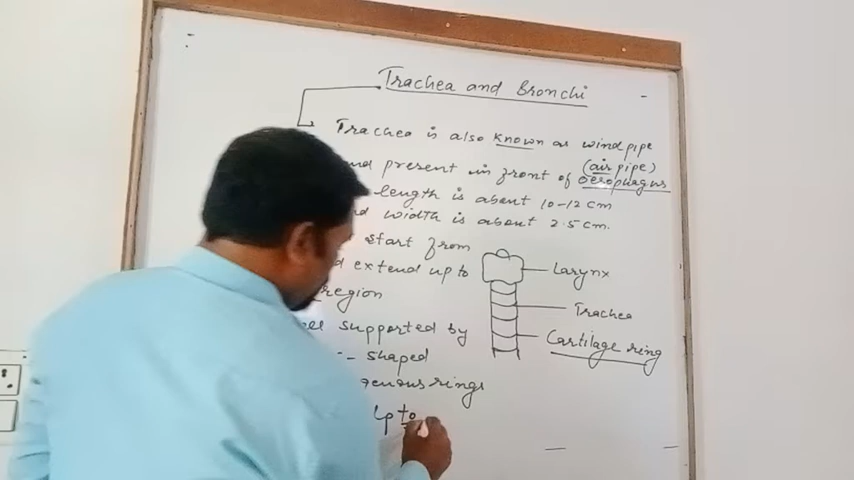 Trachea and Bronchi
Trachea is also known as windpipe
(air pipe)
present in front of Oesophagus
length is about 10-12 cm
width is about 2.5 cm.
start from
extend up to
region
supported by
- shaped
rings
to
Larynx
Trachea
Cartilage ring